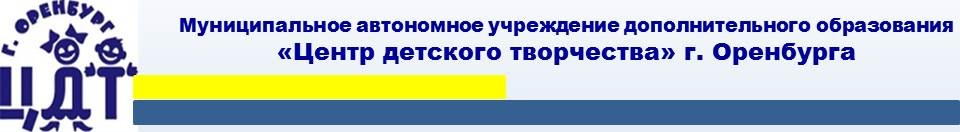 Г. ОРЕНБУРГ
ЦДТ
Муниципальное автономное учреждение дополнительного образования
«Центр детского творчества» г. Оренбурга